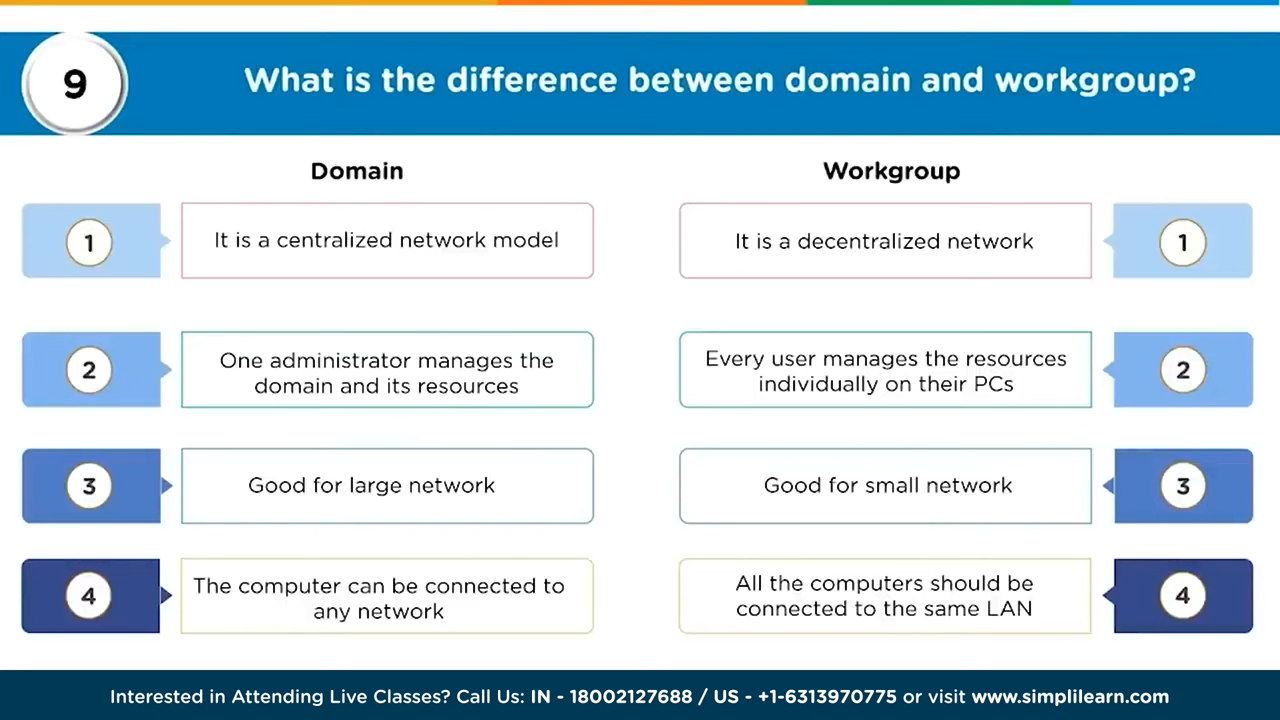 9
What is the difference between domain and workgroup?
Domain
Workgroup
1
It is a centralized network model
It is a decentralized network
1
2
One administrator manages the
domain and its resources
Every user manages the resources
individually on their PCs
2
3
Good for large network
Good for small network
3
4
The computer can be connected to
any network
All the computers should be
connected to the same LAN
4
Interested in Attending Live Classes? Call Us: IN - 18002127688 / US - +1-6313970775 or visit www.simplilearn.com